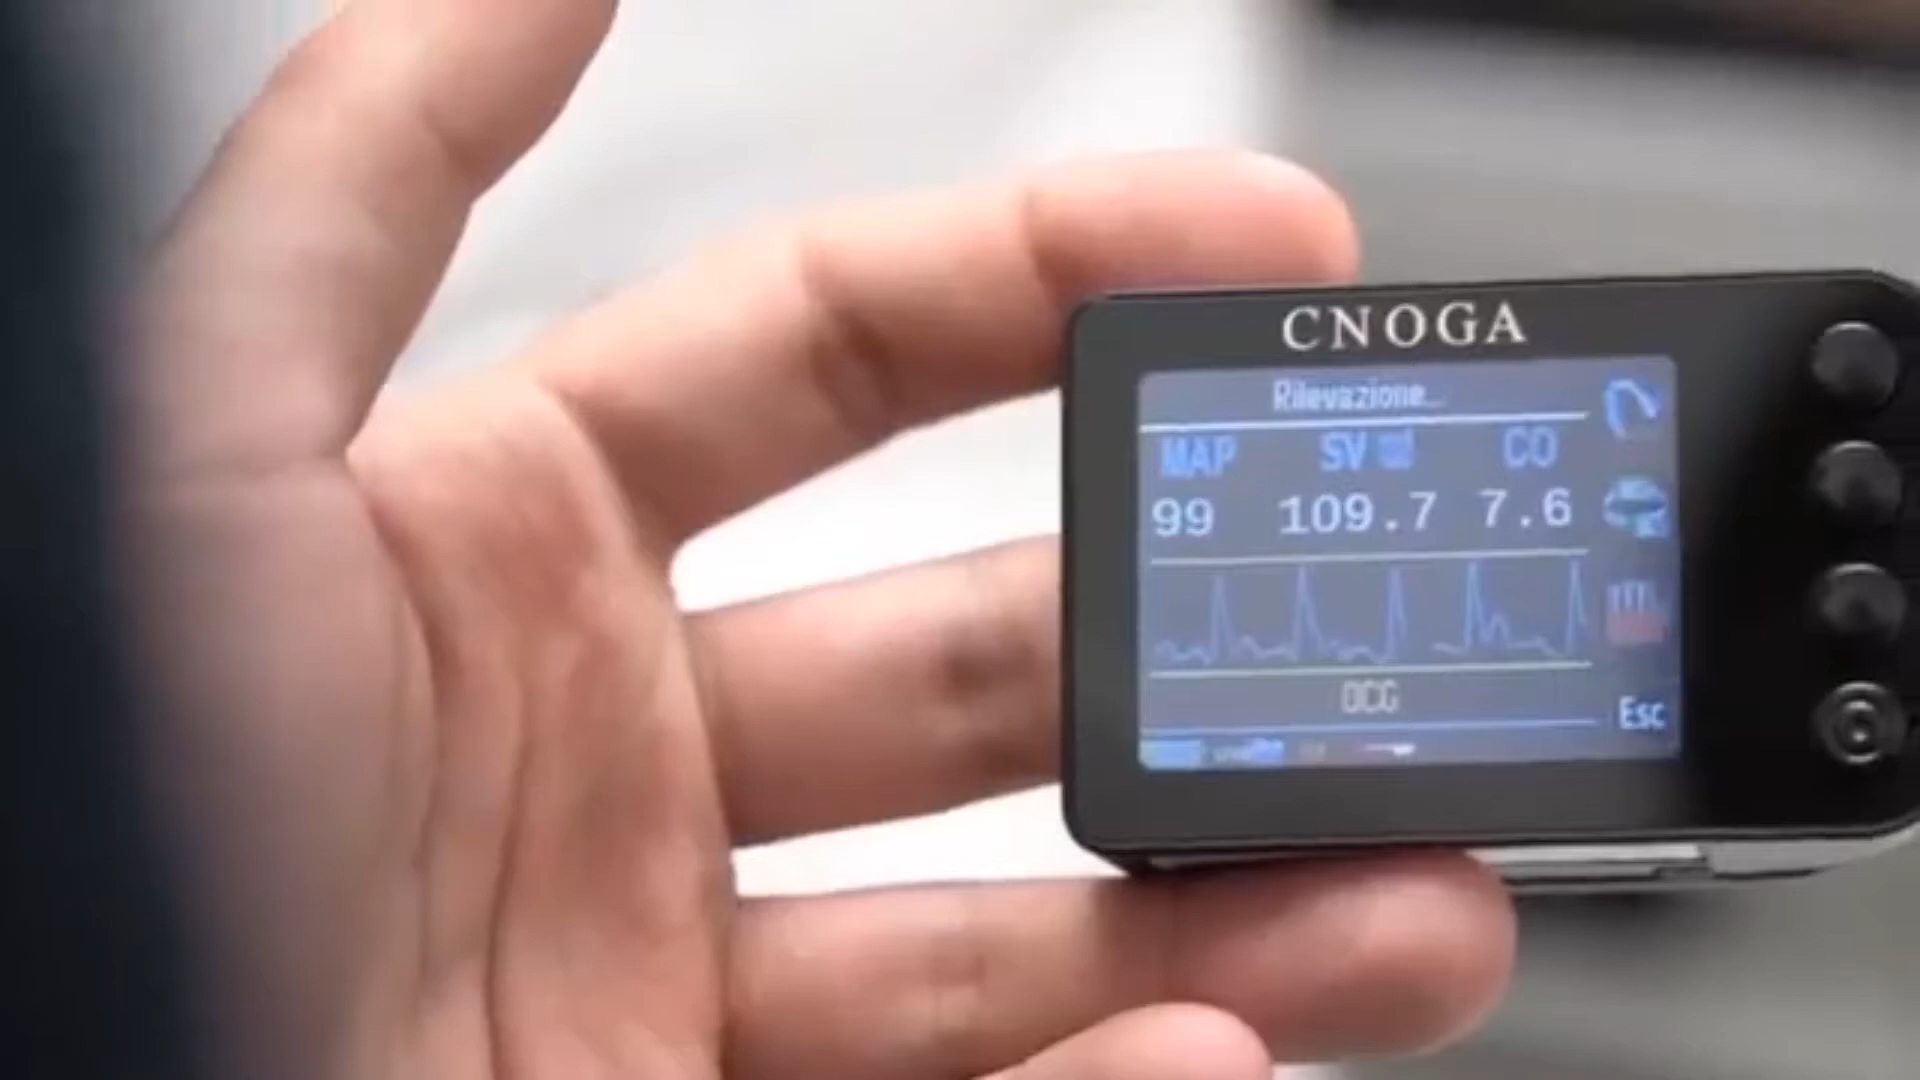 CNOGA
Rilevazione...
MAP SV CO
99 109.7 7.6
OCG
Esc